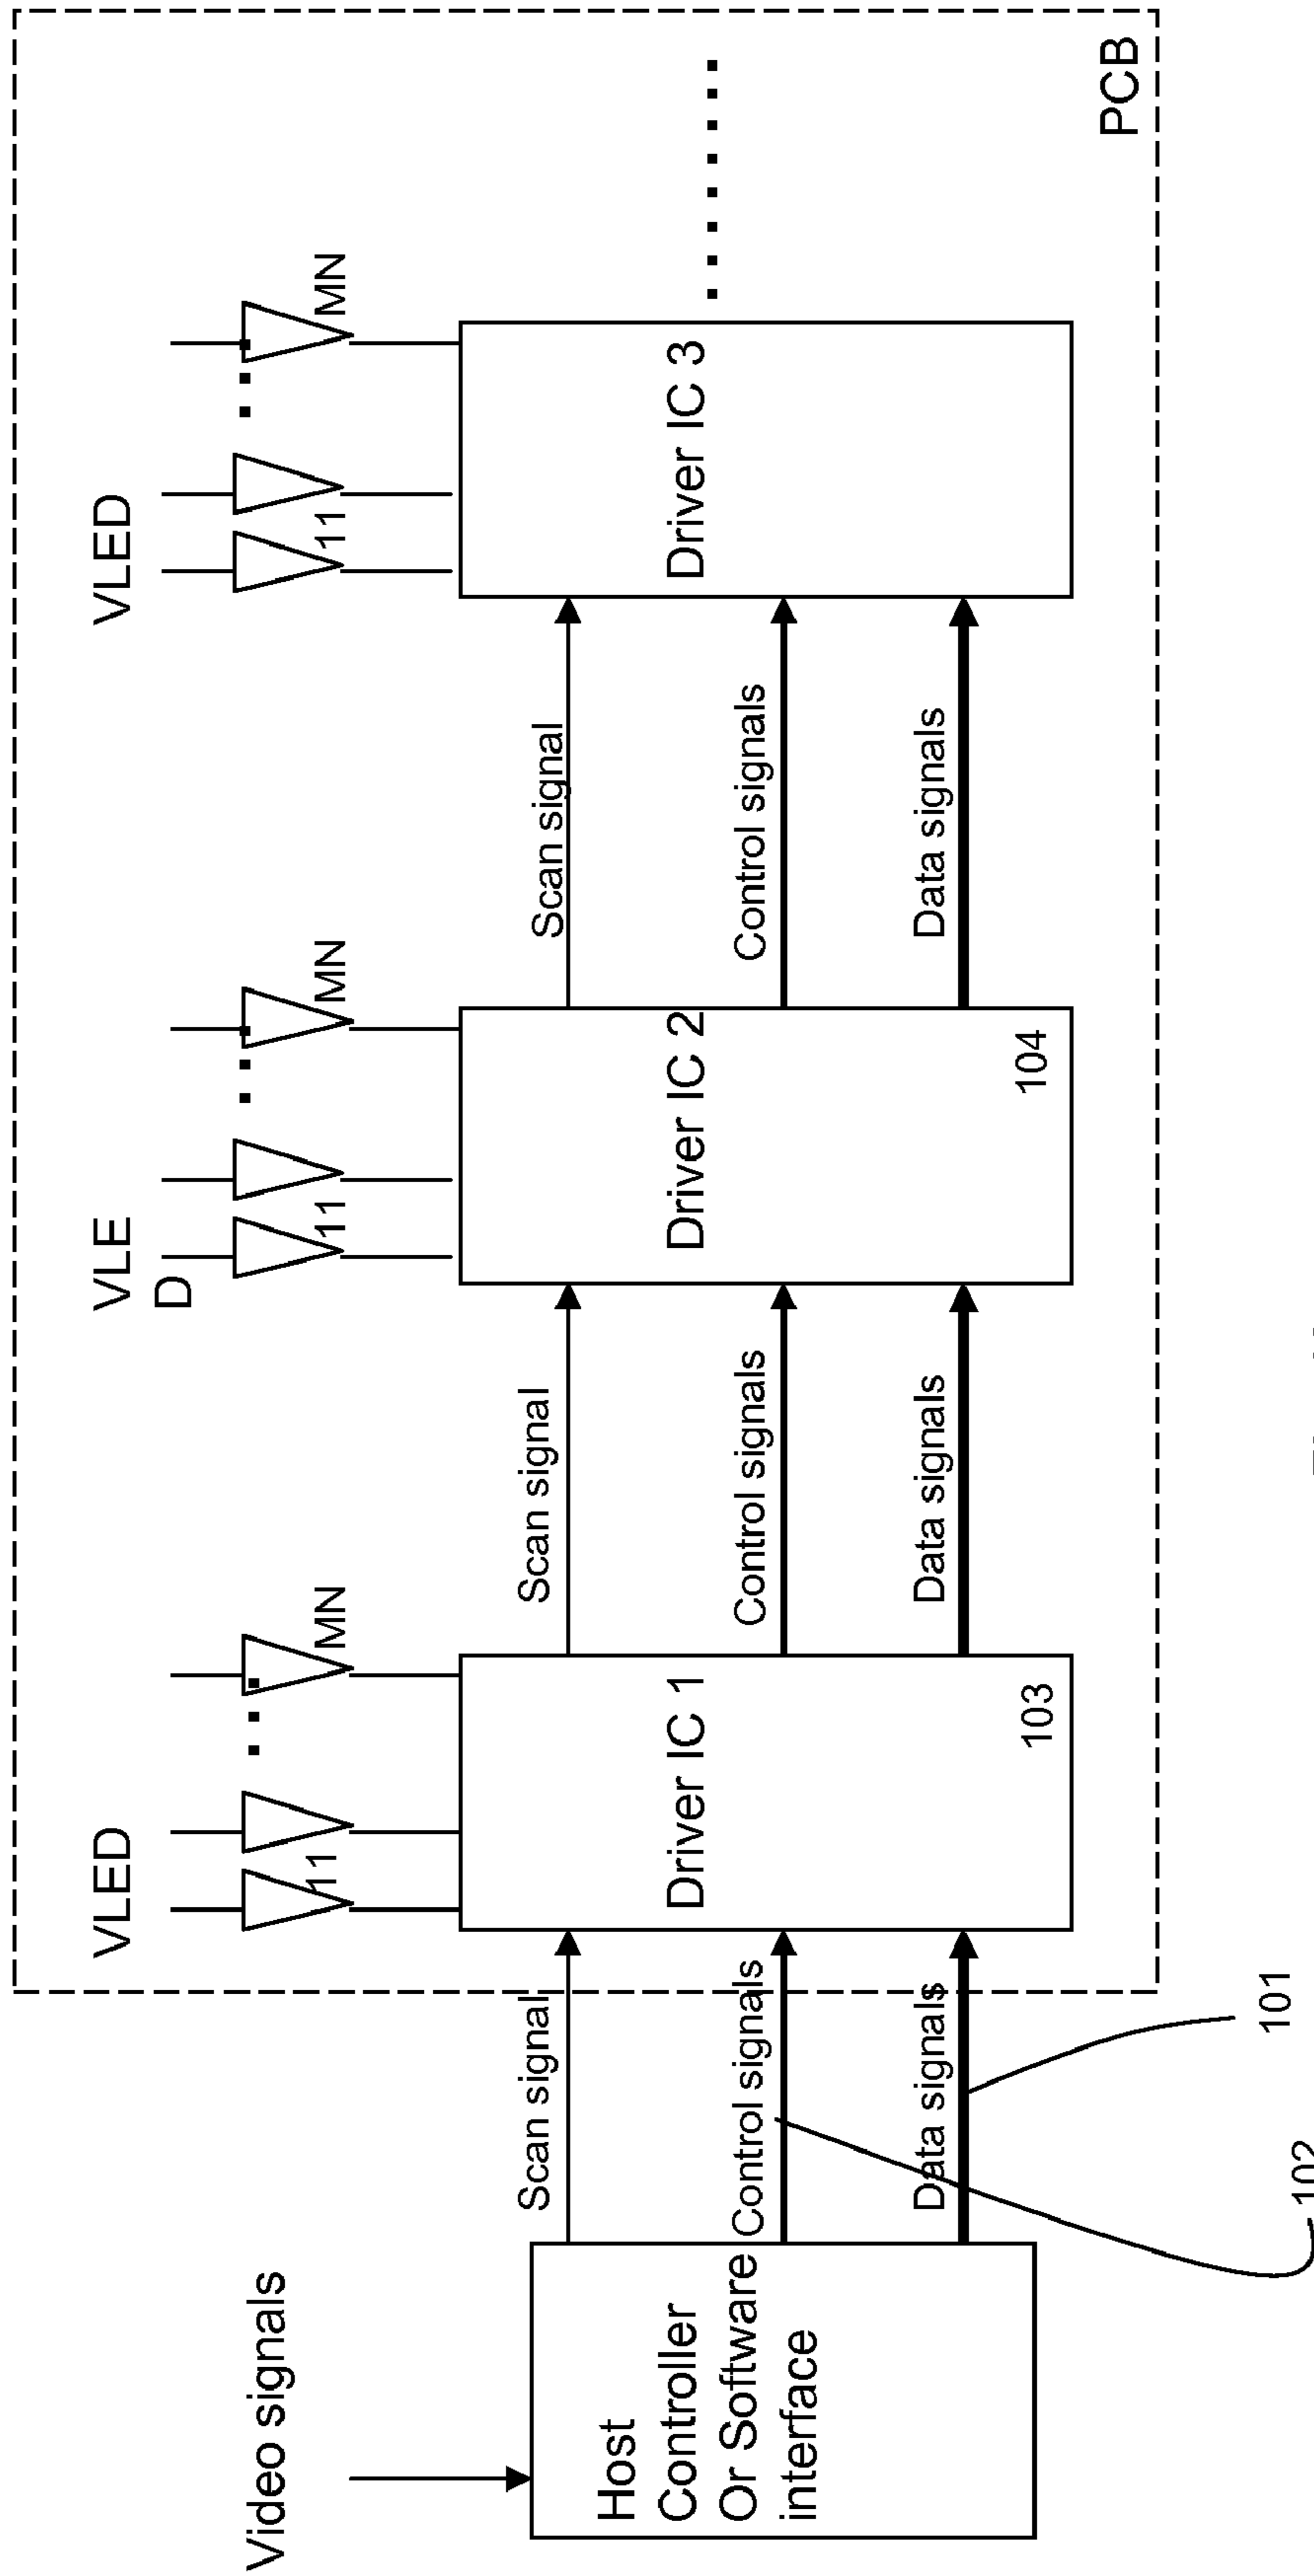 Video signals
Host
Controller
Or Software
interface
Scan signal
Control signals
Data signals
102
101
VLED
11
MN
Driver IC 1
103
Scan signal
Control signals
Data signals
VLE
D
11
MN
Driver IC 2
104
Scan signal
Control signals
Data signals
VLED
11
MN
Driver IC 3
PCB